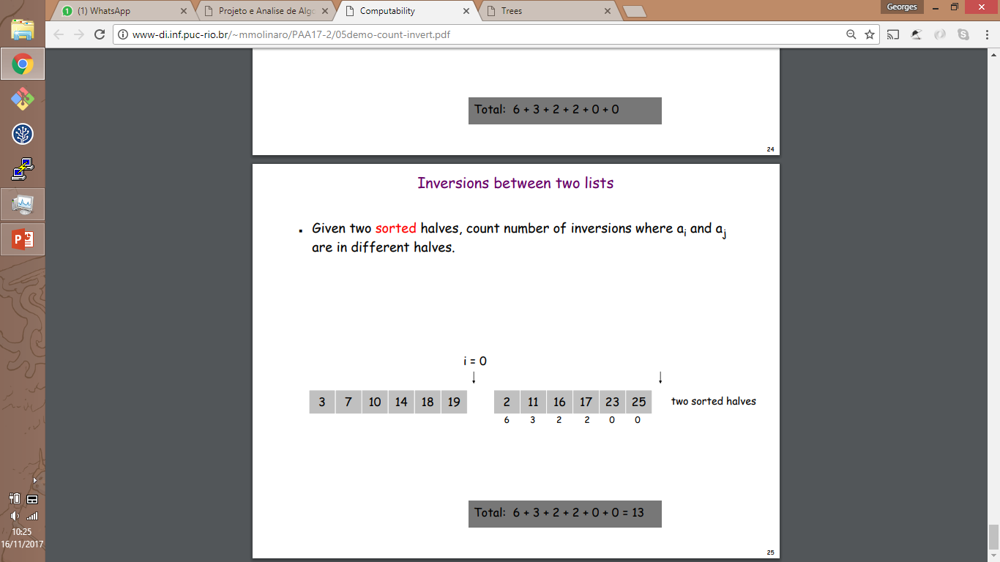 (1) WhatsApp
Projeto e Analise de Algo
Computability
Trees
Georges
www-di.inf.puc-rio.br/~mmolinaro/PAA17-2/05demo-count-invert.pdf
Total: 6 + 3 + 2 + 2 + 0 + 0
24
Inversions between two lists
Given two sorted halves, count number of inversions where ai and aj
are in different halves.
i = 0
3 7 10 14 18 19 2 11 16 17 23 25 two sorted halves
6 3 2 2 0 0
Total: 6 + 3 + 2 + 2 + 0 + 0 = 13
25
10:25
16/11/2017